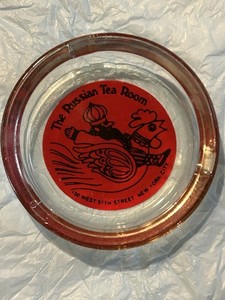 The Russian Tea Room
150 WEST 57TH STREET NEW YORK CITY